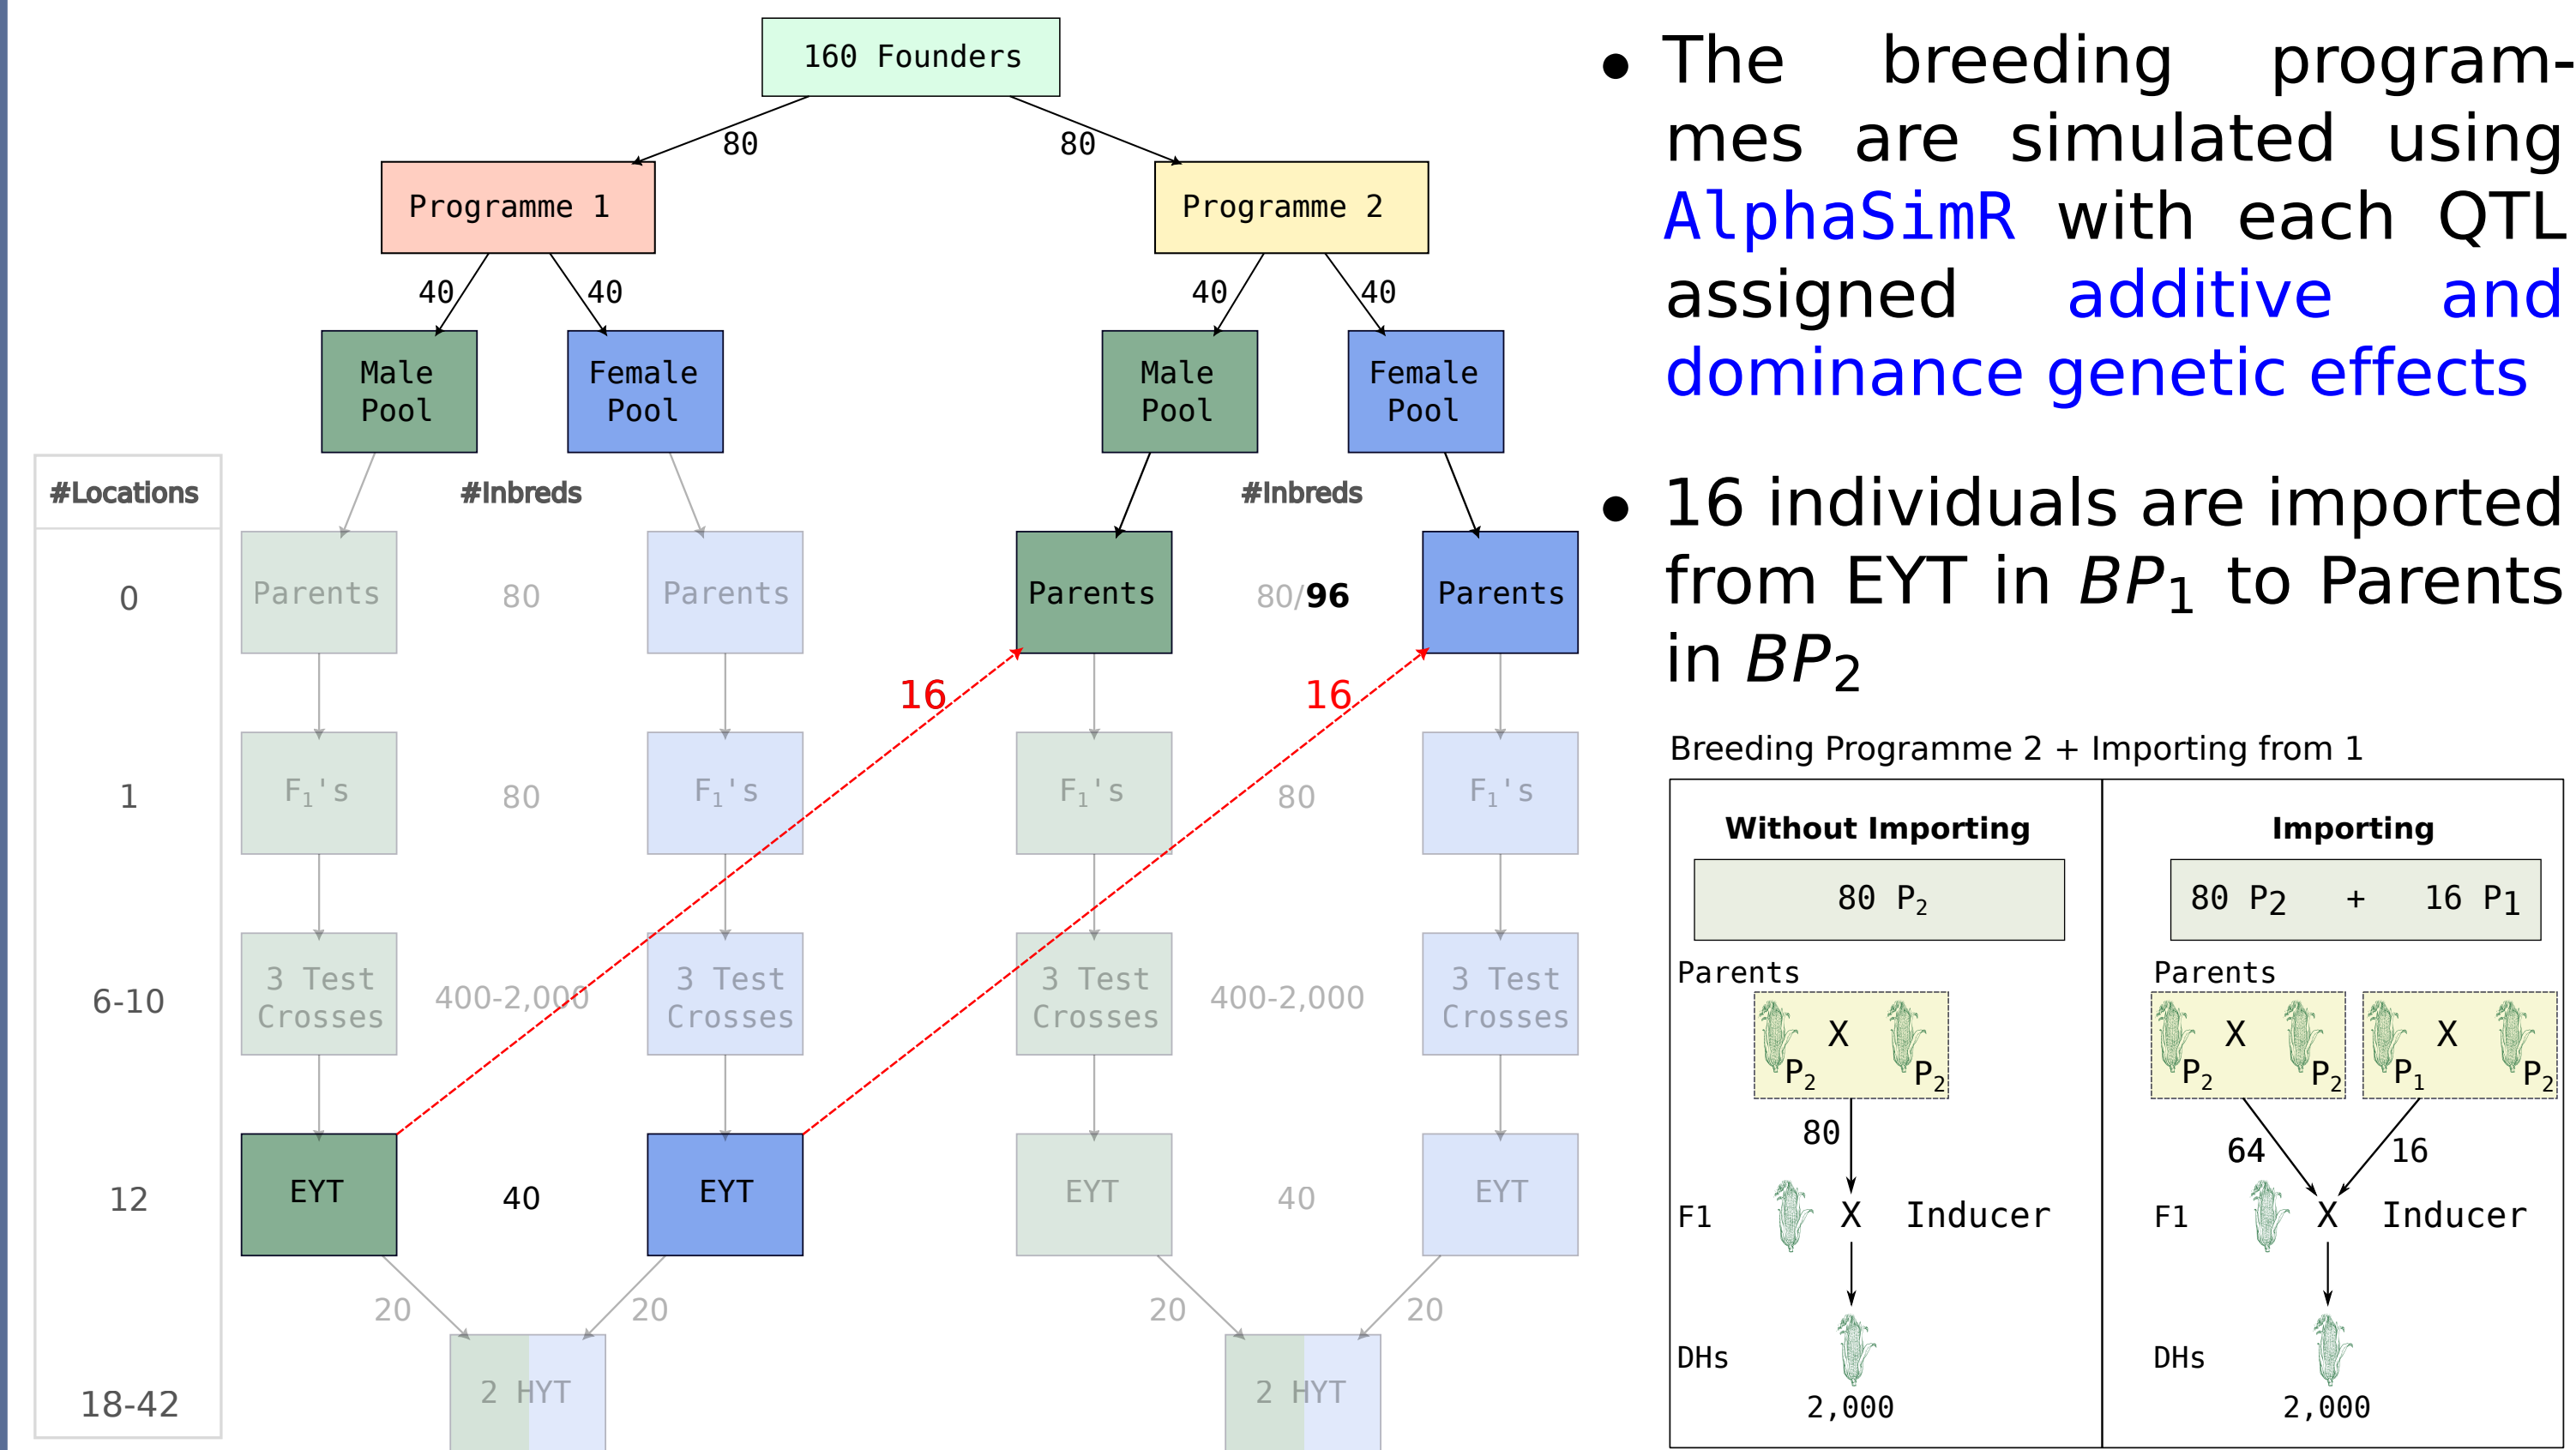 160 Founders
80
80
Programme 1
Programme 2
40
40
40
40
Male
Pool
Female
Pool
Male
Pool
Female
Pool
#Locations
#Inbreds
#Inbreds
0
Parents
80
Parents
Parents
80/96
Parents
16
16
1
F₁'s
80
F₁'s
F₁'s
80
F₁'s
6-10
3 Test
Crosses
400-2,000
3 Test
Crosses
3 Test
Crosses
400-2,000
3 Test
Crosses
12
EYT
40
EYT
EYT
40
EYT
20
20
20
20
18-42
2 HYT
2 HYT
• The breeding program-
mes are simulated using
AlphaSimR with each QTL
assigned additive and
dominance genetic effects
• 16 individuals are imported
from EYT in BP₁ to Parents
in BP₂
Breeding Programme 2 + Importing from 1
Without Importing
80 P₂
Parents
X
P₂
P₂
80
F1
X
Inducer
DHs
2,000
Importing
80 P₂ + 16 P₁
Parents
X
P₂
P₂
X
P₁
P₂
64
16
F1
X
Inducer
DHs
2,000